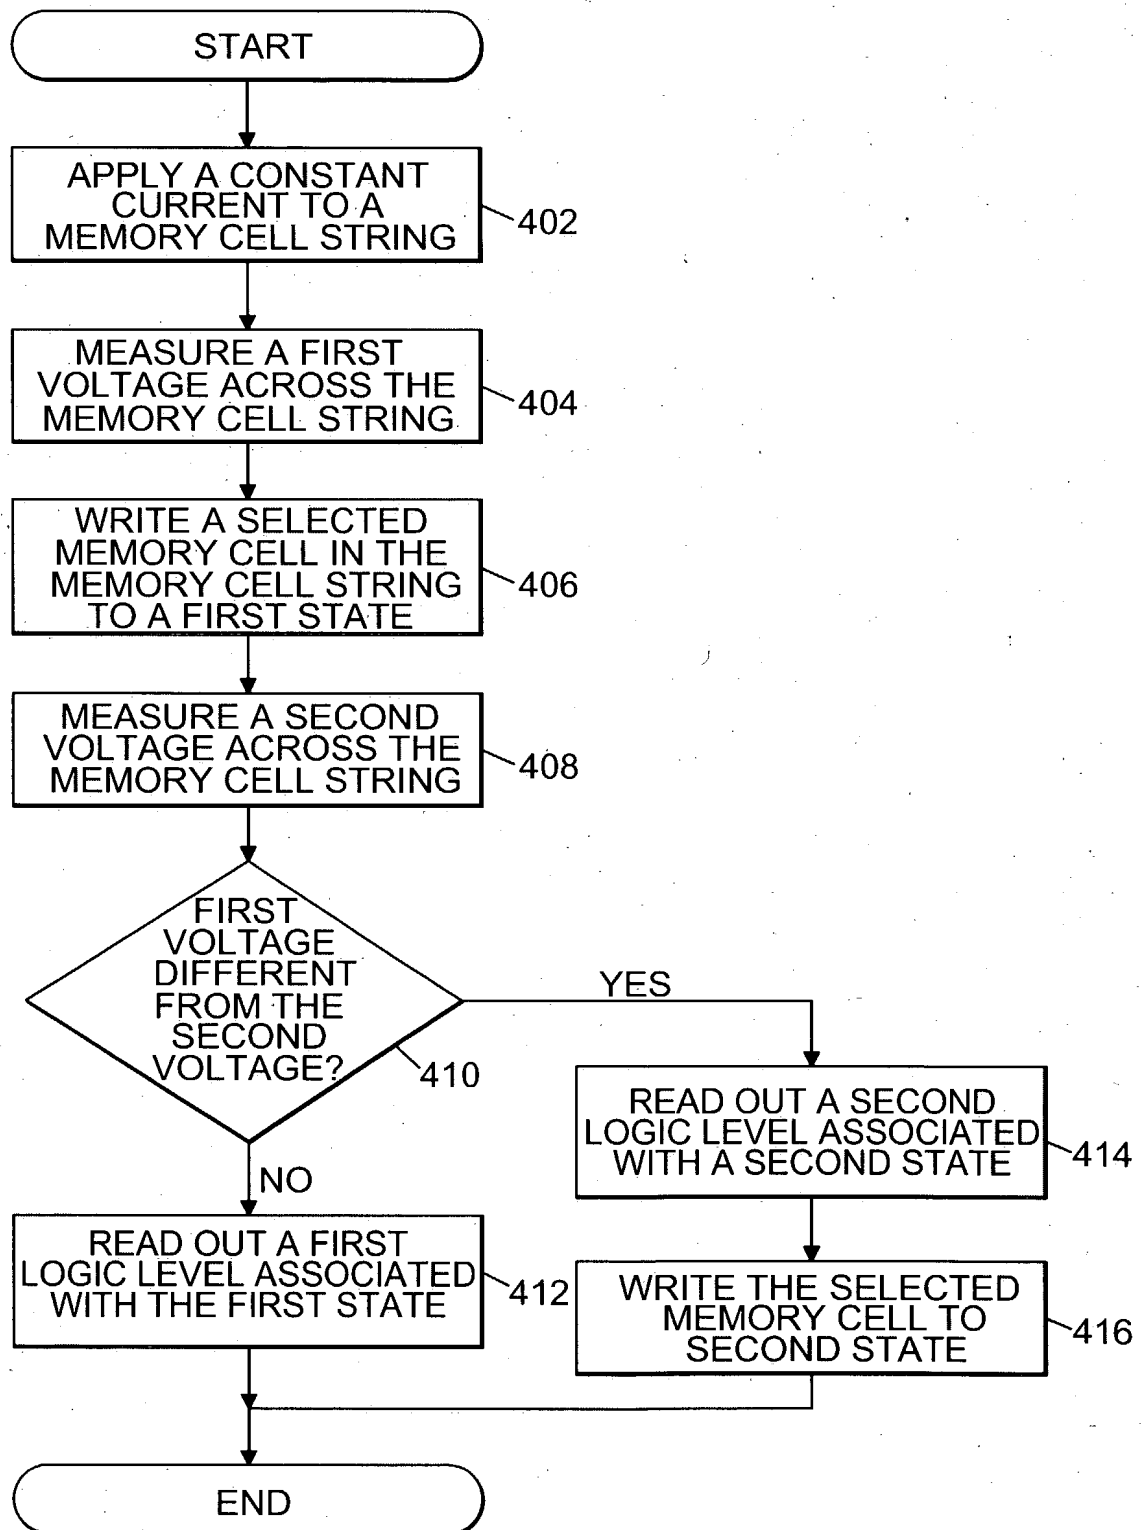 START
APPLY A CONSTANT
CURRENT TO A
MEMORY CELL STRING
402
MEASURE A FIRST
VOLTAGE ACROSS THE
MEMORY CELL STRING
404
WRITE A SELECTED
MEMORY CELL IN THE
MEMORY CELL STRING
TO A FIRST STATE
406
MEASURE A SECOND
VOLTAGE ACROSS THE
MEMORY CELL STRING
408
FIRST
VOLTAGE
DIFFERENT
FROM THE
SECOND
VOLTAGE?
410
YES
NO
READ OUT A SECOND
LOGIC LEVEL ASSOCIATED
WITH A SECOND STATE
414
READ OUT A FIRST
LOGIC LEVEL ASSOCIATED
WITH THE FIRST STATE
412
WRITE THE SELECTED
MEMORY CELL TO
SECOND STATE
416
END